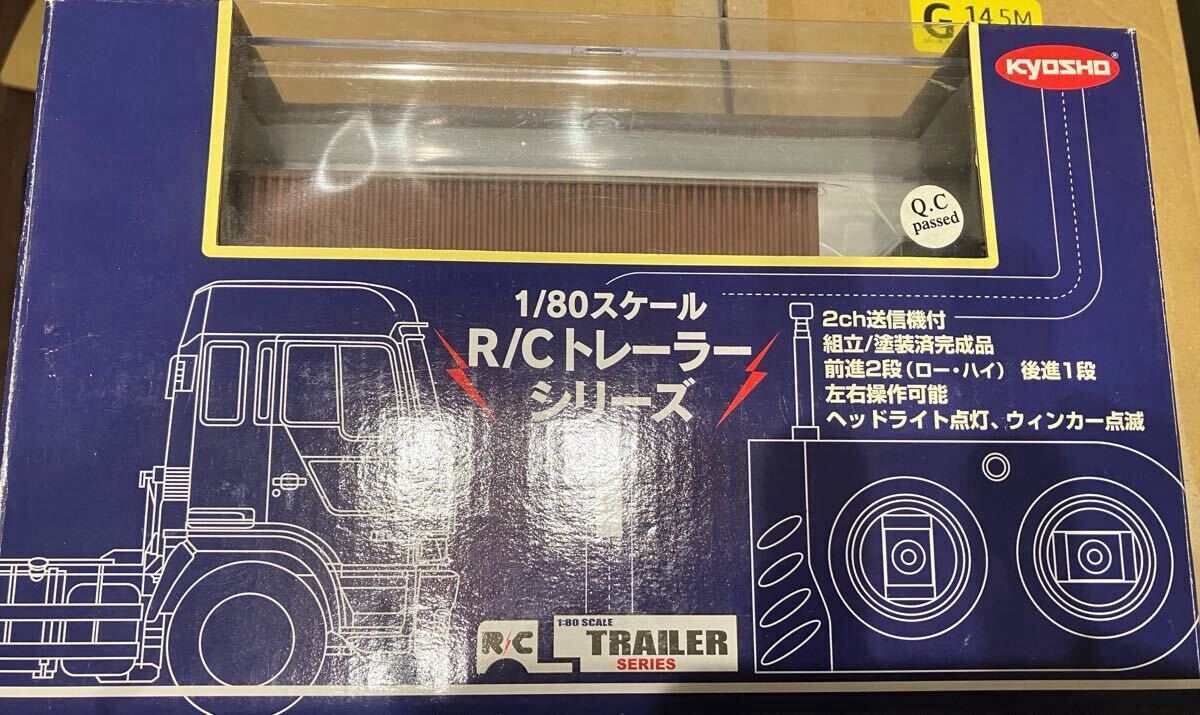 G 14.5M
KYOSHO®
Q.C
passed
1/80スケール
R/Cトレーラー
シリーズ
2ch送信機付
組立/塗装済完成品
前進2段(ロー・ハイ) 後進1段
左右操作可能
ヘッドライト点灯、ウィンカー点滅
R/C
1:80 SCALE
TRAILER
SERIES